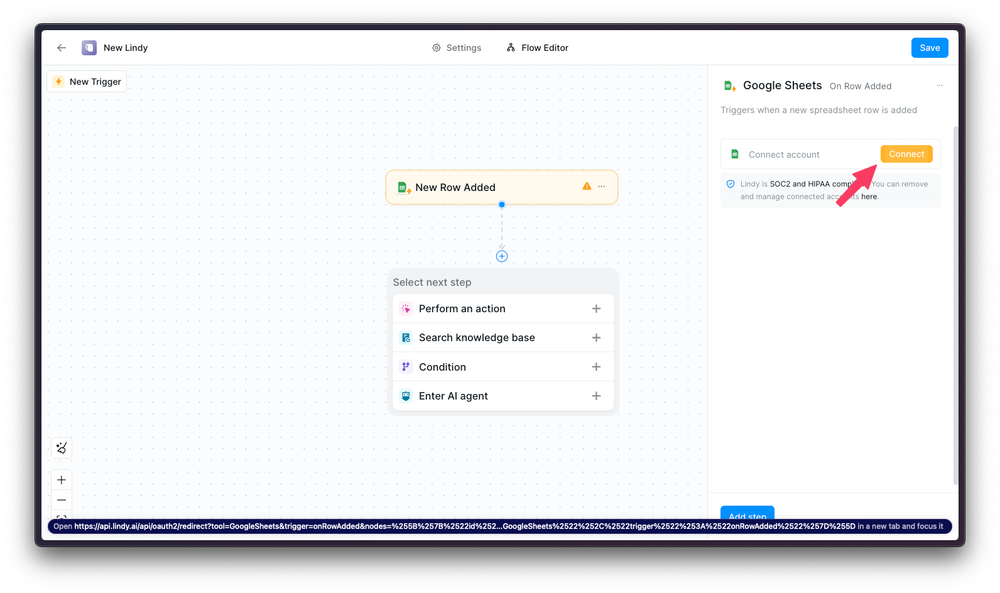 New Lindy
Settings
Flow Editor
Save
New Trigger
Google Sheets On Row Added
Triggers when a new spreadsheet row is added
Connect account
Connect
Lindy is SOC2 and HIPAA You can remove
and manage connected here.
New Row Added
Select next step
Perform an action
Search knowledge base
Condition
Enter AI agent
Add step
Open https://api.lindy.ai/api/oauth2/redirect?tool=GoogleSheets&trigger=onRowAdded&nodes=%255B%257B%2522id%252...GoogleSheets%2522%252C%2522trigger%2522%253A%2522onRowAdded%2522%257D%255D in a new tab and focus it